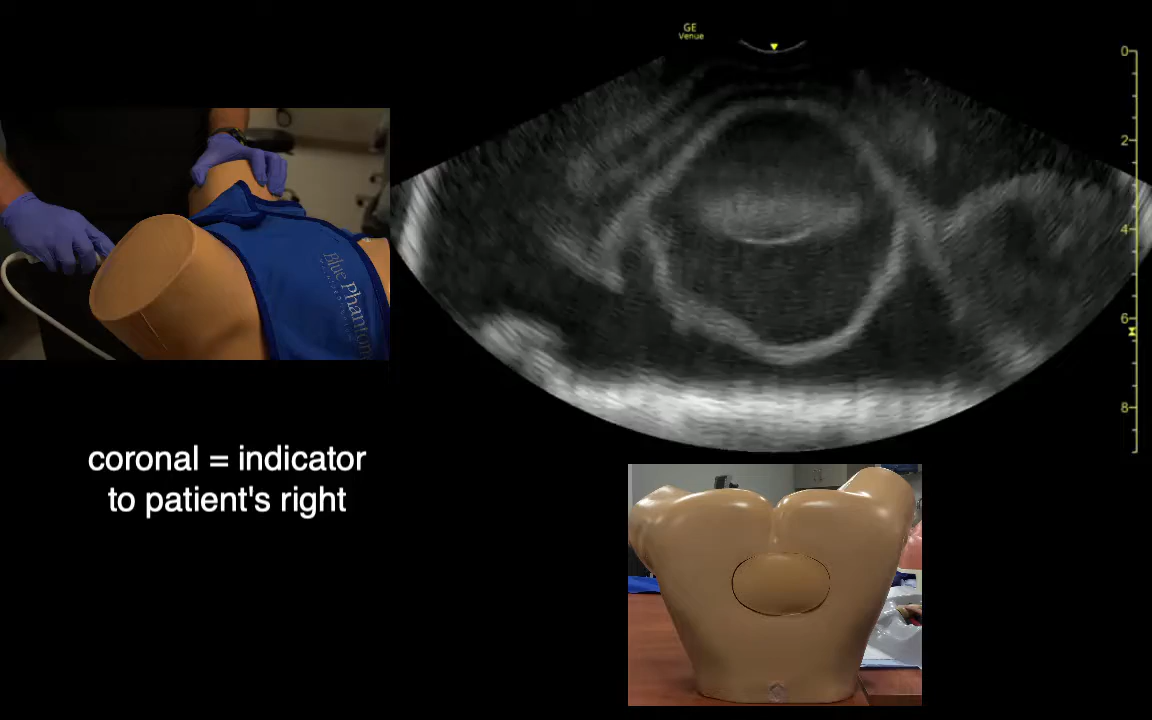 GE
Venue
0
2
4
6
8
Blue Phantom
coronal = indicator
to patient's right